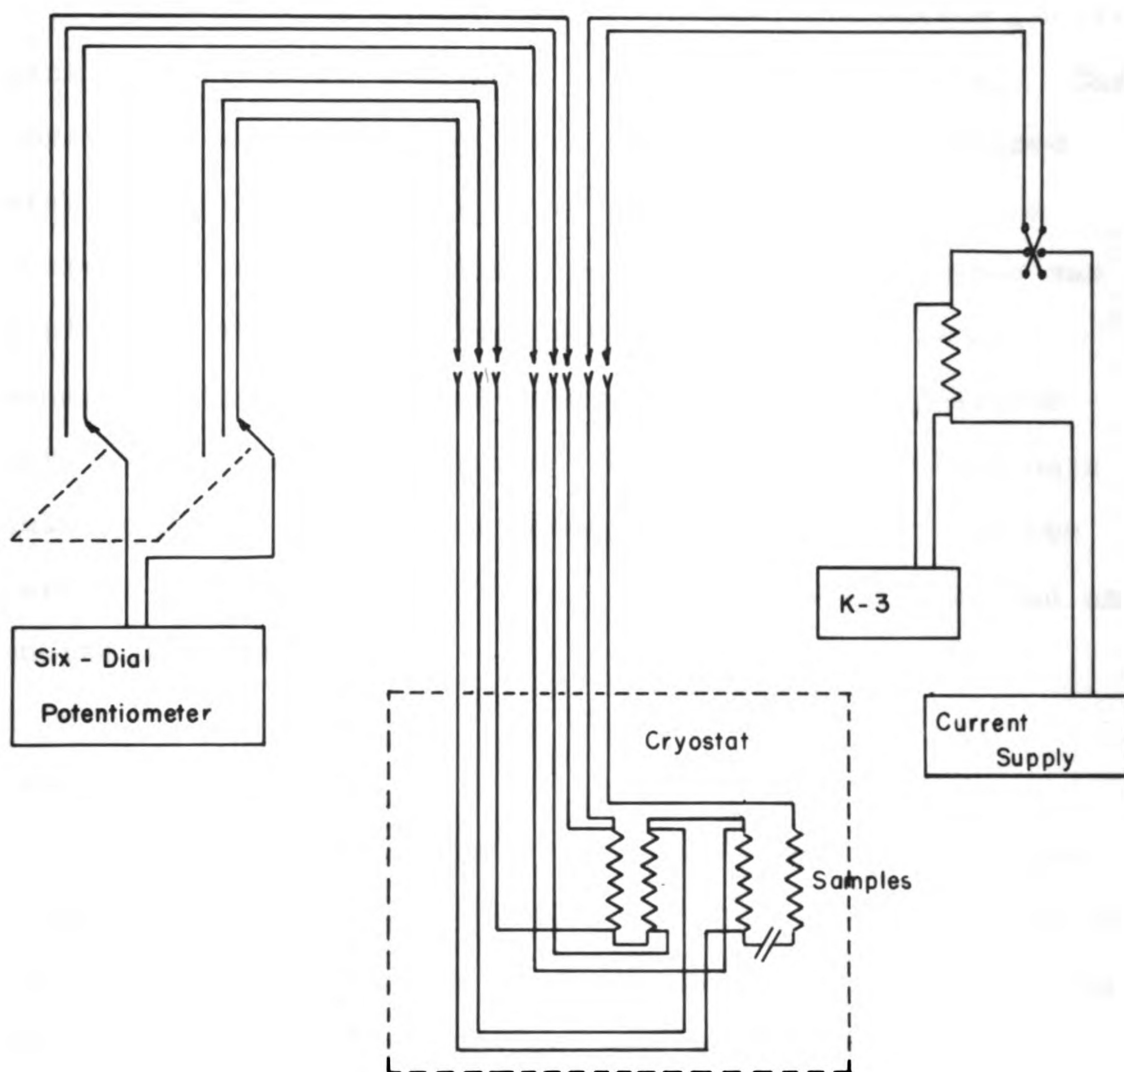 K-3
Six-Dial
Potentiometer
Current
Supply
Cryostat
Samples